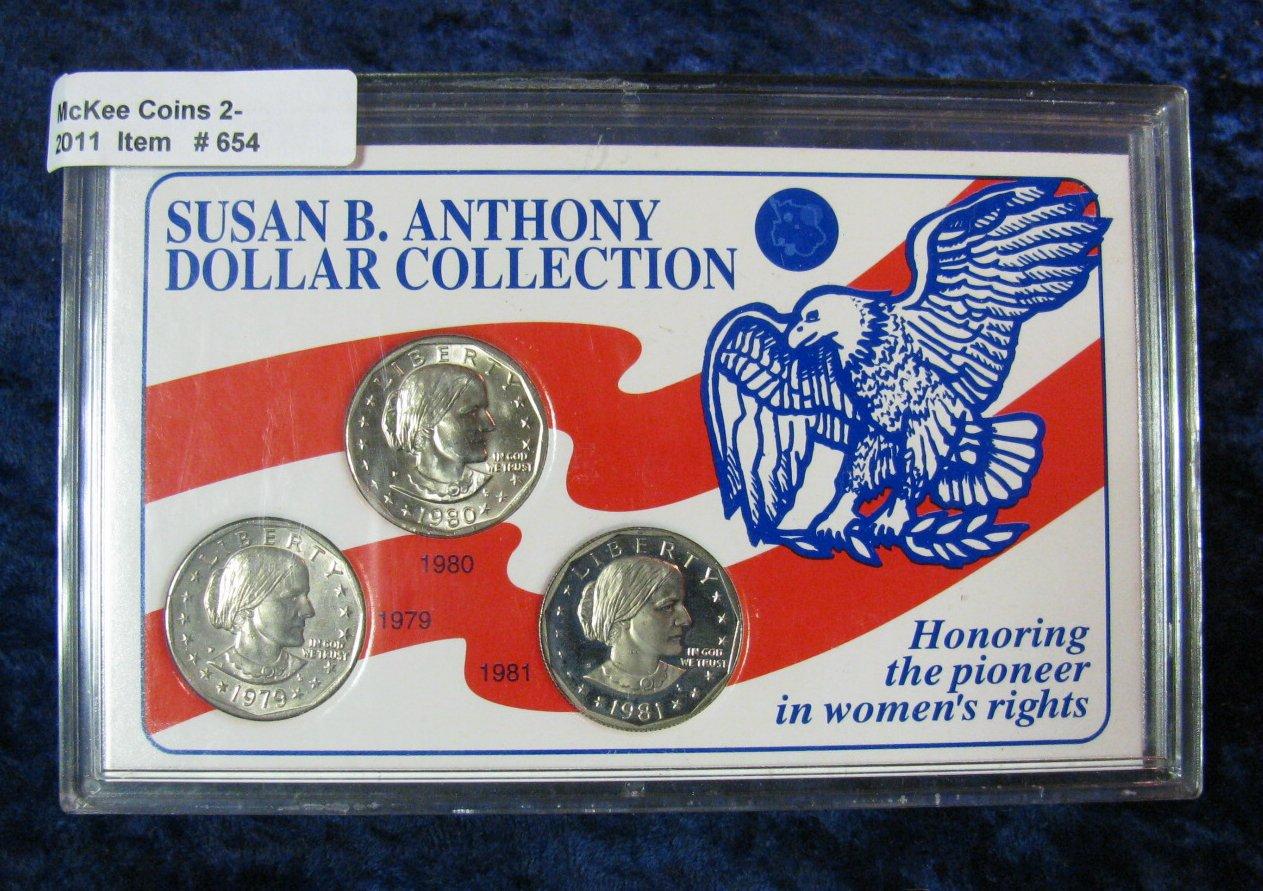 McKee Coins 2-
2011 Item # 654
SUSAN B. ANTHONY
DOLLAR COLLECTION
LIBERTY
IN GOD
WE TRUST
1980
1980
LIBERTY
IN GOD
WE TRUST
1979
1979
LIBERTY
IN GOD
WE TRUST
1981
1981
Honoring
the pioneer
in women's rights